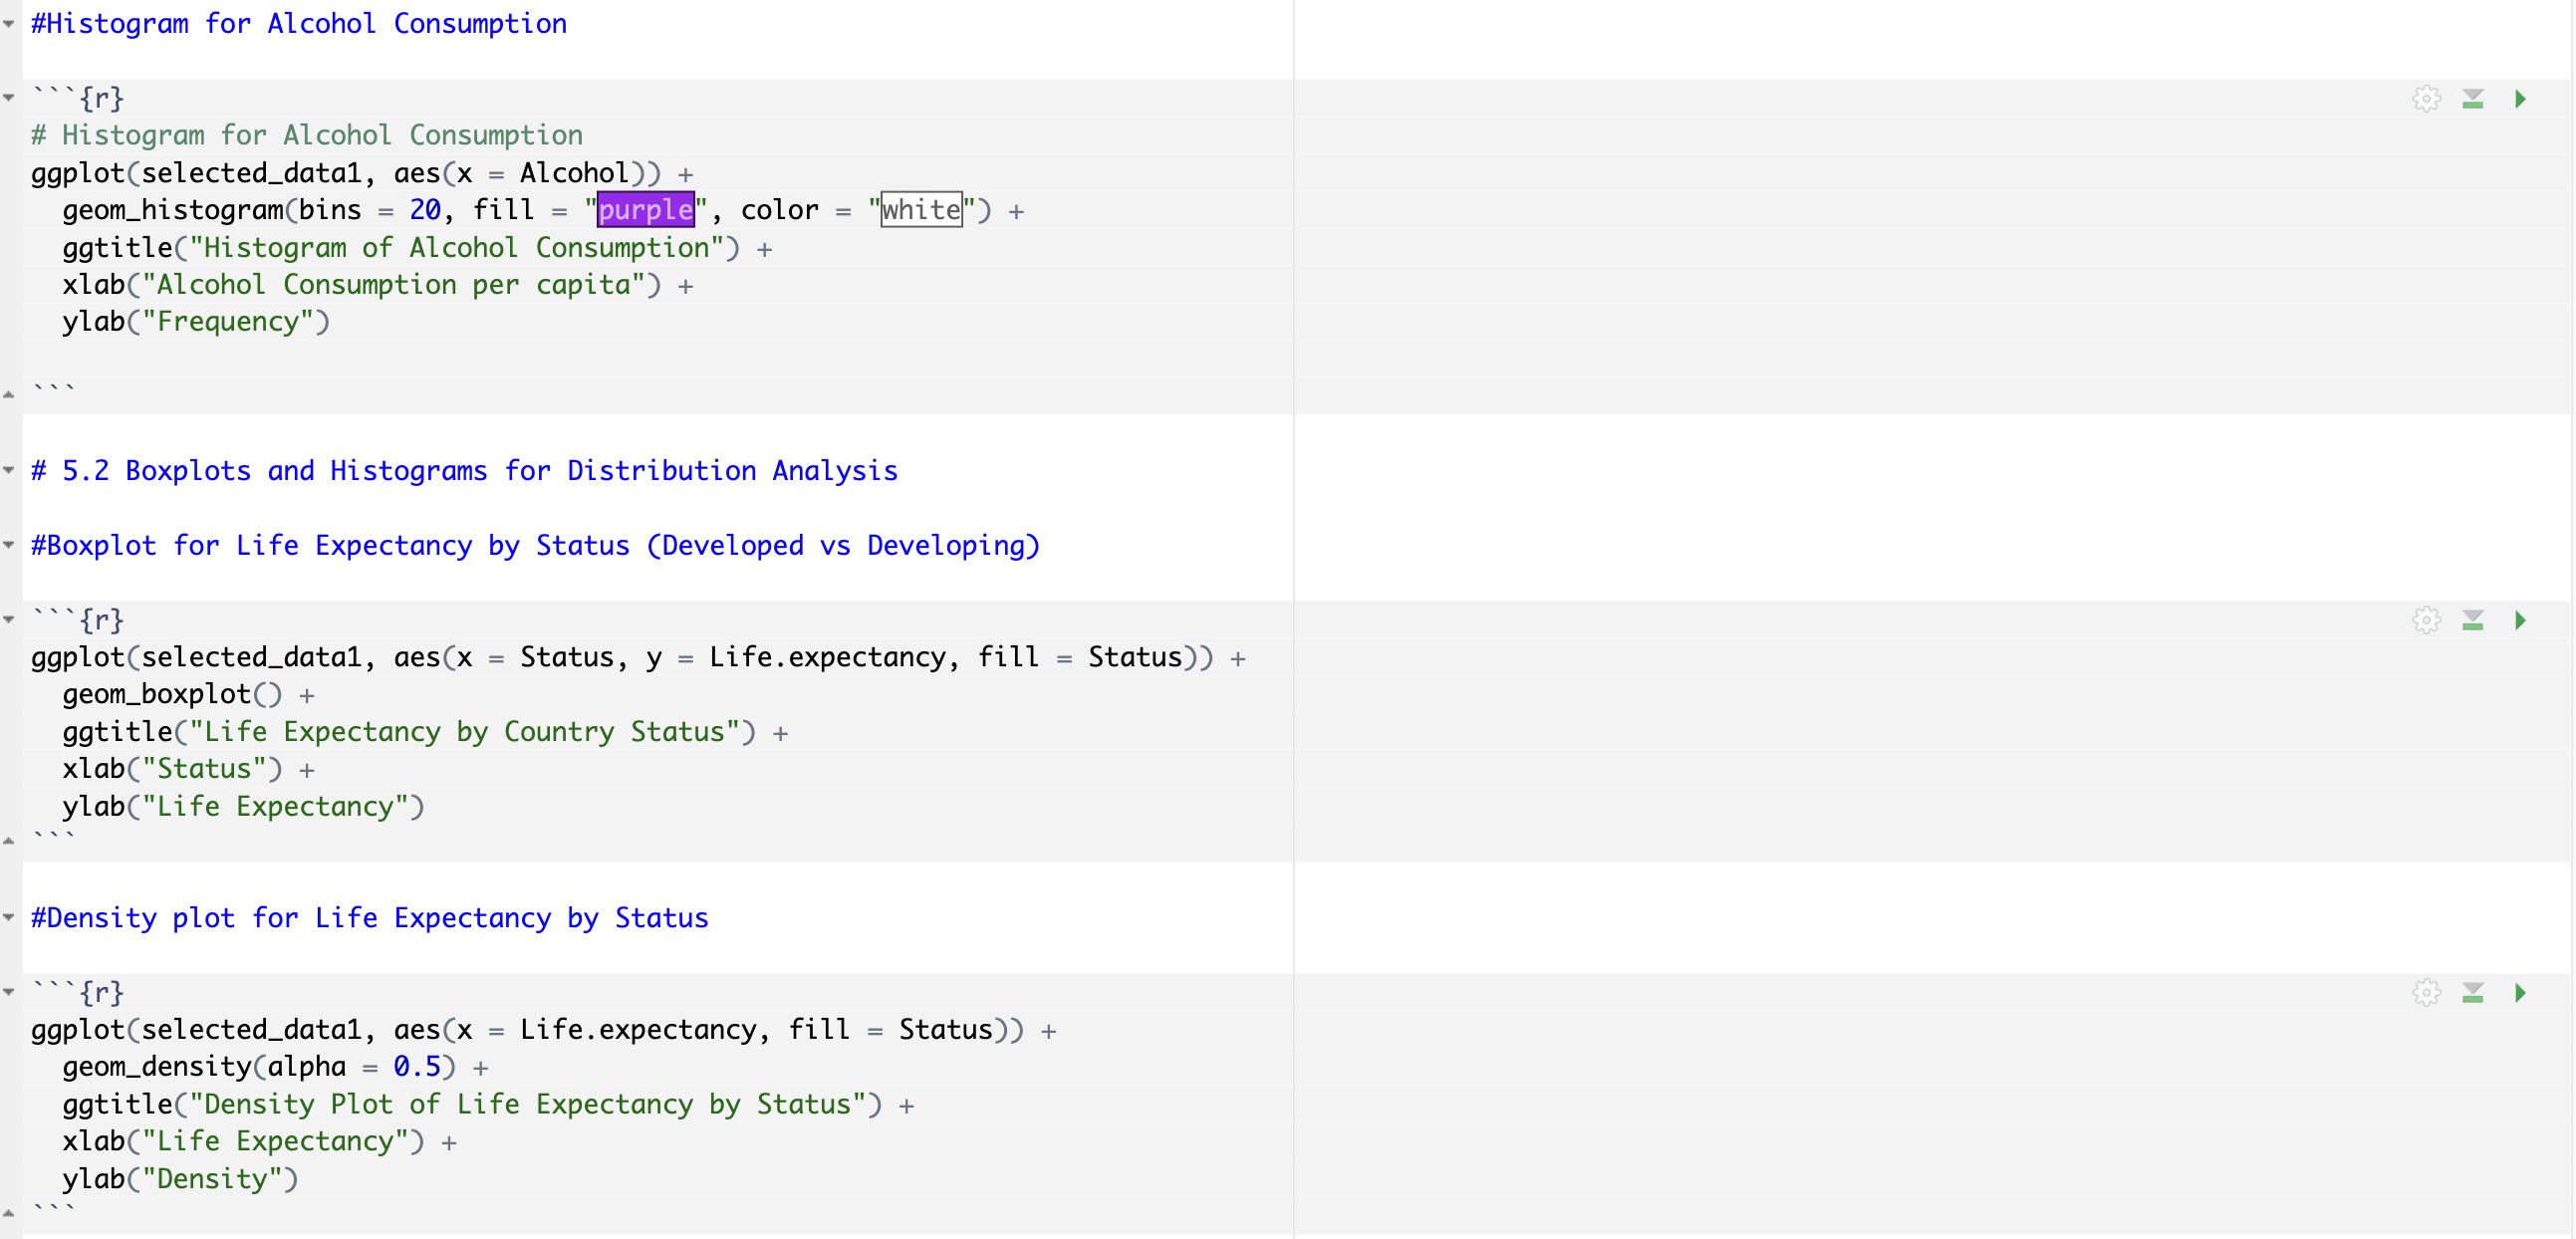 #Histogram for Alcohol Consumption
```{r}
# Histogram for Alcohol Consumption
ggplot(selected_data1, aes(x = Alcohol)) +
  geom_histogram(bins = 20, fill = "purple", color = "white") +
  ggtitle("Histogram of Alcohol Consumption") +
  xlab("Alcohol Consumption per capita") +
  ylab("Frequency")
```
# 5.2 Boxplots and Histograms for Distribution Analysis
#Boxplot for Life Expectancy by Status (Developed vs Developing)
```{r}
ggplot(selected_data1, aes(x = Status, y = Life.expectancy, fill = Status)) +
  geom_boxplot() +
  ggtitle("Life Expectancy by Country Status") +
  xlab("Status") +
  ylab("Life Expectancy")
```
#Density plot for Life Expectancy by Status
```{r}
ggplot(selected_data1, aes(x = Life.expectancy, fill = Status)) +
  geom_density(alpha = 0.5) +
  ggtitle("Density Plot of Life Expectancy by Status") +
  xlab("Life Expectancy") +
  ylab("Density")
```